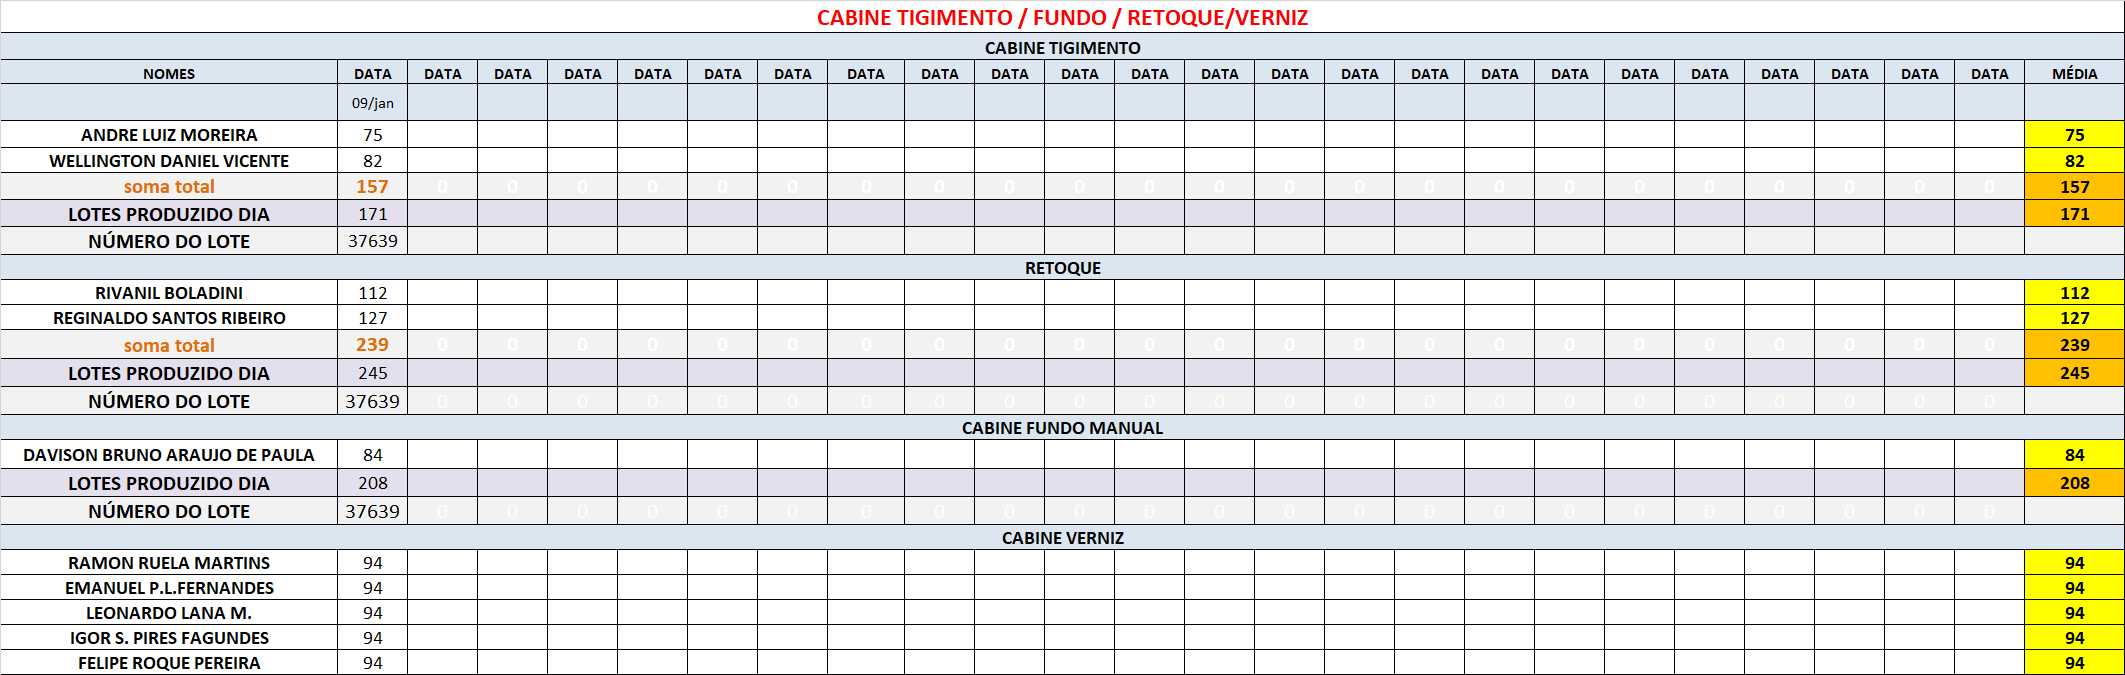 CABINE TIGIMENTO / FUNDO / RETOQUE/VERNIZ
CABINE TIGIMENTO
NOMES DATA DATA DATA DATA DATA DATA DATA DATA DATA DATA DATA DATA DATA DATA DATA DATA DATA DATA DATA DATA DATA DATA DATA DATA MÉDIA
09/jan
ANDRE LUIZ MOREIRA 75 75
WELLINGTON DANIEL VICENTE 82 82
soma total 157 0 0 0 0 0 0 0 0 0 0 0 0 0 0 0 0 0 0 0 0 0 0 0 157
LOTES PRODUZIDO DIA 171 171
NÚMERO DO LOTE 37639
RETOQUE
RIVANIL BOLADINI 112 112
REGINALDO SANTOS RIBEIRO 127 127
soma total 239 0 0 0 0 0 0 0 0 0 0 0 0 0 0 0 0 0 0 0 0 0 0 0 239
LOTES PRODUZIDO DIA 245 245
NÚMERO DO LOTE 37639 0 0 0 0 0 0 0 0 0 0 0 0 0 0 0 0 0 0 0 0 0 0 0
CABINE FUNDO MANUAL
DAVISON BRUNO ARAUJO DE PAULA 84 84
LOTES PRODUZIDO DIA 208 208
NÚMERO DO LOTE 37639 0 0 0 0 0 0 0 0 0 0 0 0 0 0 0 0 0 0 0 0 0 0 0
CABINE VERNIZ
RAMON RUELA MARTINS 94 94
EMANUEL P.L.FERNANDES 94 94
LEONARDO LANA M. 94 94
IGOR S. PIRES FAGUNDES 94 94
FELIPE ROQUE PEREIRA 94 94